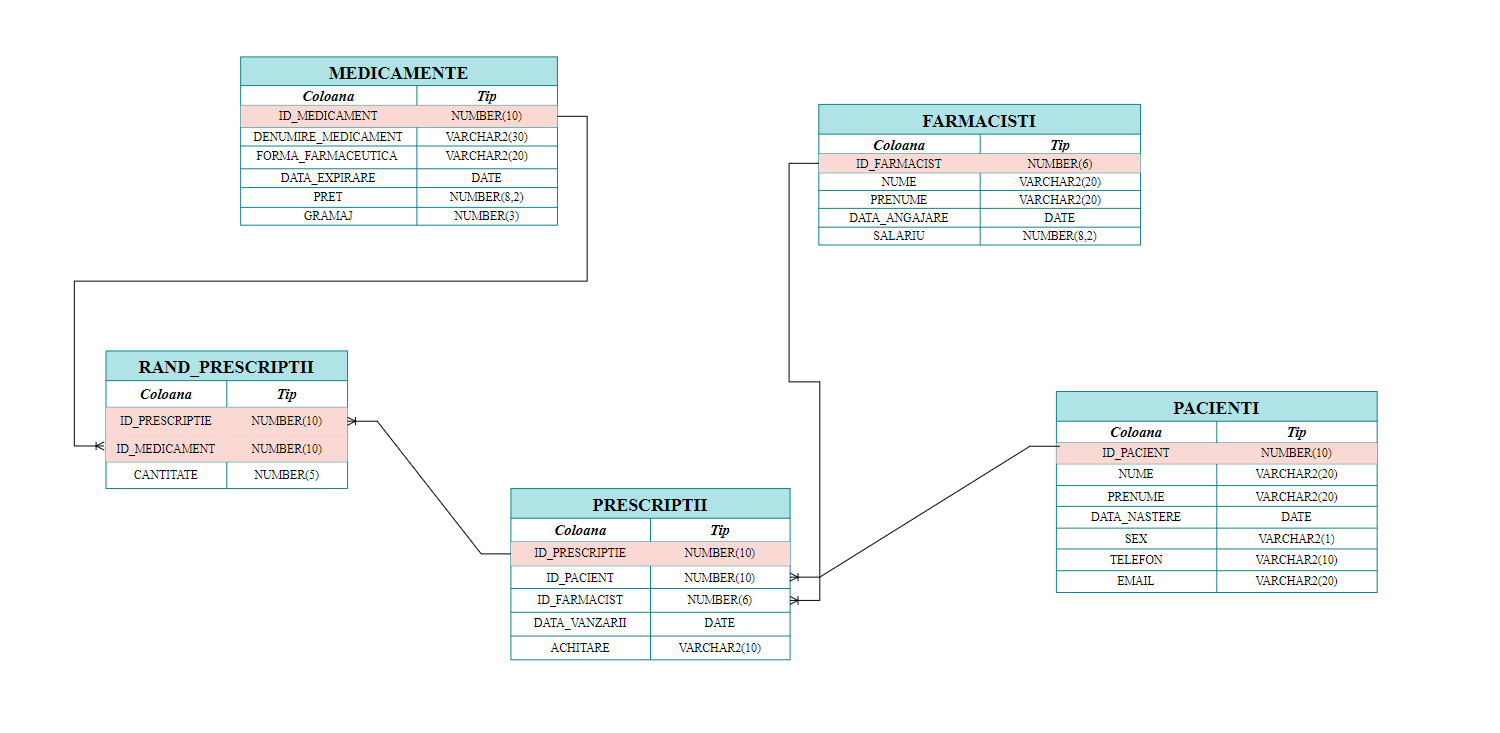 MEDICAMENTE
Coloana Tip
ID_MEDICAMENT NUMBER(10)
DENUMIRE_MEDICAMENT VARCHAR2(30)
FORMA_FARMACEUTICA VARCHAR2(20)
DATA_EXPIRARE DATE
PRET NUMBER(8,2)
GRAMAJ NUMBER(3)
FARMACISTI
Coloana Tip
ID_FARMACIST NUMBER(6)
NUME VARCHAR2(20)
PRENUME VARCHAR2(20)
DATA_ANGAJARE DATE
SALARIU NUMBER(8,2)
RAND_PRESCRIPTII
Coloana Tip
ID_PRESCRIPTIE NUMBER(10)
ID_MEDICAMENT NUMBER(10)
CANTITATE NUMBER(5)
PRESCRIPTII
Coloana Tip
ID_PRESCRIPTIE NUMBER(10)
ID_PACIENT NUMBER(10)
ID_FARMACIST NUMBER(6)
DATA_VANZARII DATE
ACHITARE VARCHAR2(10)
PACIENTI
Coloana Tip
ID_PACIENT NUMBER(10)
NUME VARCHAR2(20)
PRENUME VARCHAR2(20)
DATA_NASTERE DATE
SEX VARCHAR2(1)
TELEFON VARCHAR2(10)
EMAIL VARCHAR2(20)